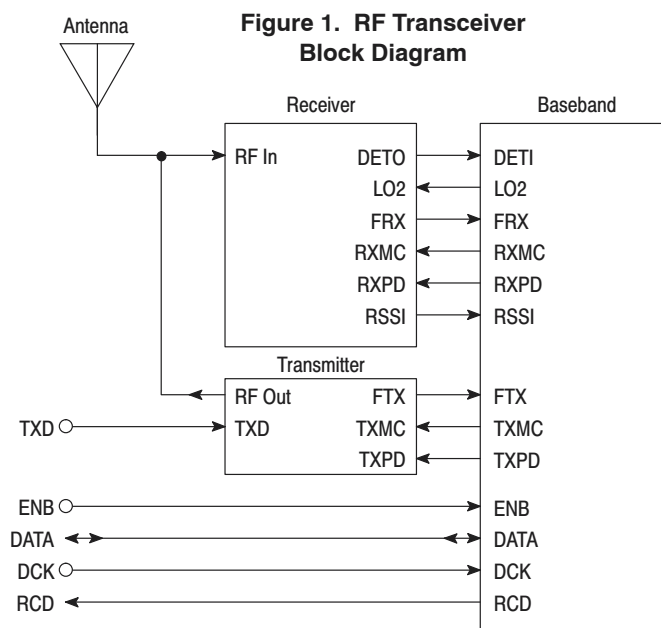 Figure 1. RF Transceiver
Block Diagram
Antenna
Receiver
Baseband
RF In
DETO
DETI
LO2
LO2
FRX
FRX
RXMC
RXMC
RXPD
RXPD
RSSI
RSSI
Transmitter
RF Out
FTX
FTX
TXD
TXD
TXMC
TXMC
TXPD
TXPD
ENB
ENB
DATA
DATA
DCK
DCK
RCD
RCD